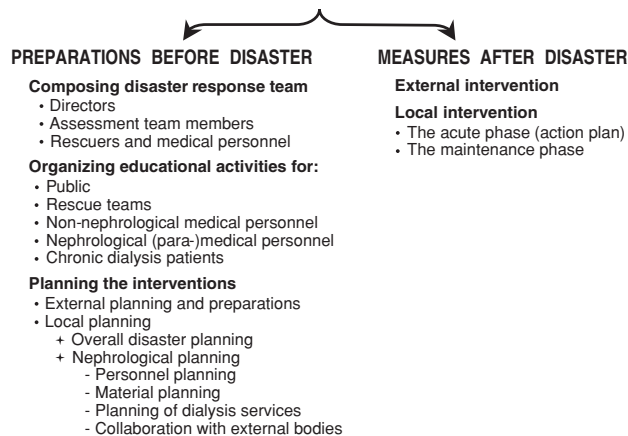 PREPARATIONS BEFORE DISASTER
Composing disaster response team
• Directors
• Assessment team members
• Rescuers and medical personnel
Organizing educational activities for:
• Public
• Rescue teams
• Non-nephrological medical personnel
• Nephrological (para-)medical personnel
• Chronic dialysis patients
Planning the interventions
• External planning and preparations
• Local planning
+ Overall disaster planning
+ Nephrological planning
- Personnel planning
- Material planning
- Planning of dialysis services
- Collaboration with external bodies
MEASURES AFTER DISASTER
External intervention
Local intervention
• The acute phase (action plan)
• The maintenance phase